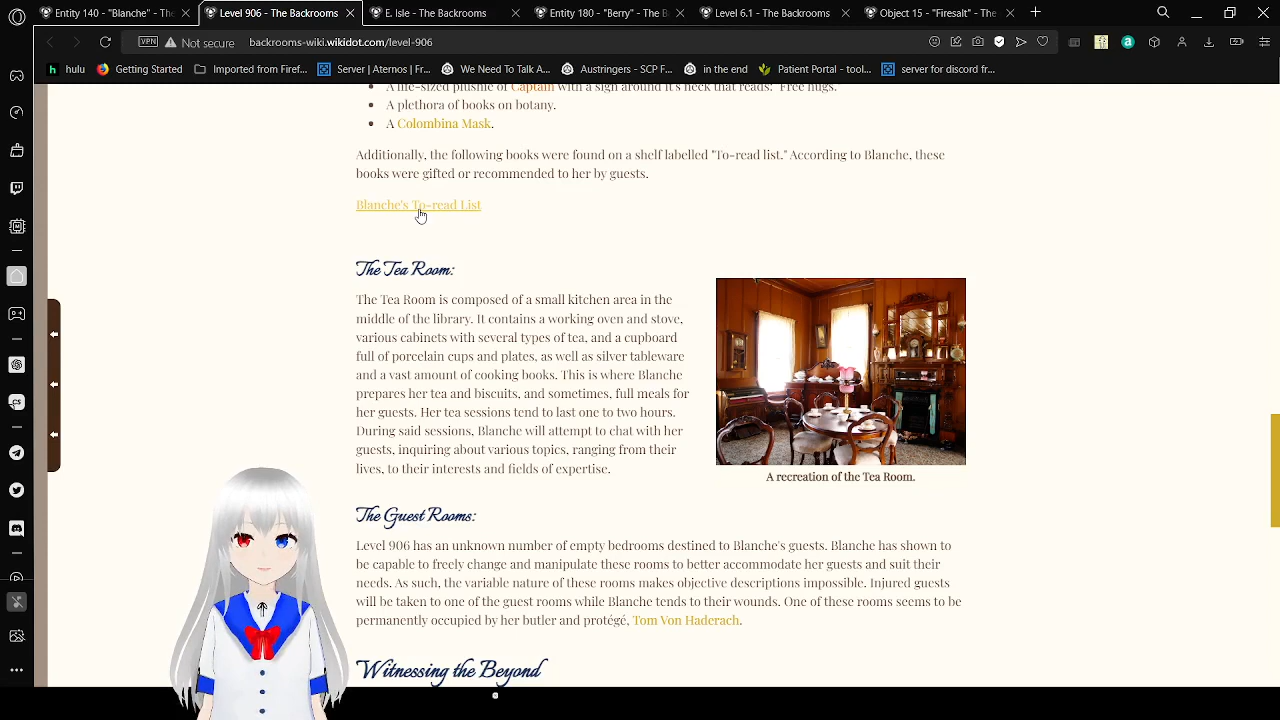 Entity 140 - "Blanche" - The
Level 906 - The Backrooms
E. Isle - The Backrooms
Entity 180 - "Berry" - The B
Level 6.1 - The Backrooms
Object 15 - "Firesalt" - The
VPN Not secure backrooms-wiki.wikidot.com/level-906
hulu Getting Started Imported from Firef... Server | Aternos | Fr... We Need To Talk A... Austringers - SCP F... in the end Patient Portal - tool... server for discord fr...
A life-sized plushie of Captain with a sign around it's neck that reads: "Free hugs."
A plethora of books on botany.
A Colombina Mask.
Additionally, the following books were found on a shelf labelled "To-read list." According to Blanche, these
books were gifted or recommended to her by guests.
Blanche's To-read List
The Tea Room:
The Tea Room is composed of a small kitchen area in the
middle of the library. It contains a working oven and stove,
various cabinets with several types of tea, and a cupboard
full of porcelain cups and plates, as well as silver tableware
and a vast amount of cooking books. This is where Blanche
prepares her tea and biscuits, and sometimes, full meals for
her guests. Her tea sessions tend to last one to two hours.
During said sessions, Blanche will attempt to chat with her
guests, inquiring about various topics, ranging from their
lives, to their interests and fields of expertise.
A recreation of the Tea Room.
The Guest Rooms:
Level 906 has an unknown number of empty bedrooms destined to Blanche's guests. Blanche has shown to
be capable to freely change and manipulate these rooms to better accommodate her guests and suit their
needs. As such, the variable nature of these rooms makes objective descriptions impossible. Injured guests
will be taken to one of the guest rooms while Blanche tends to their wounds. One of these rooms seems to be
permanently occupied by her butler and protégé, Tom Von Haderach.
Witnessing the Beyond